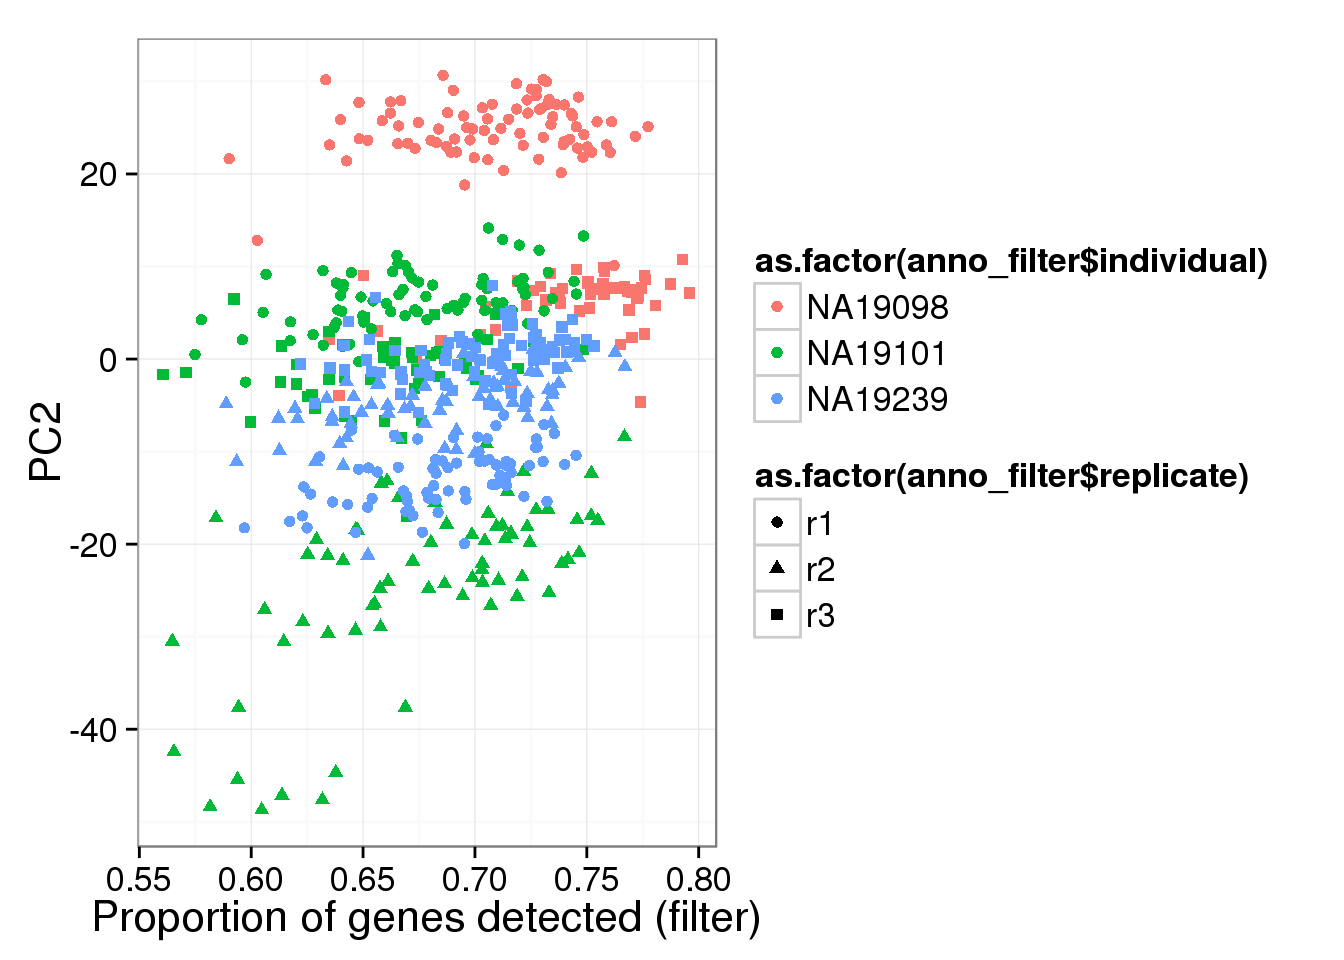 PC2
20
0
-20
-40
0.55 0.60 0.65 0.70 0.75 0.80
Proportion of genes detected (filter)
as.factor(anno_filter$individual)
NA19098
NA19101
NA19239
as.factor(anno_filter$replicate)
r1
r2
r3